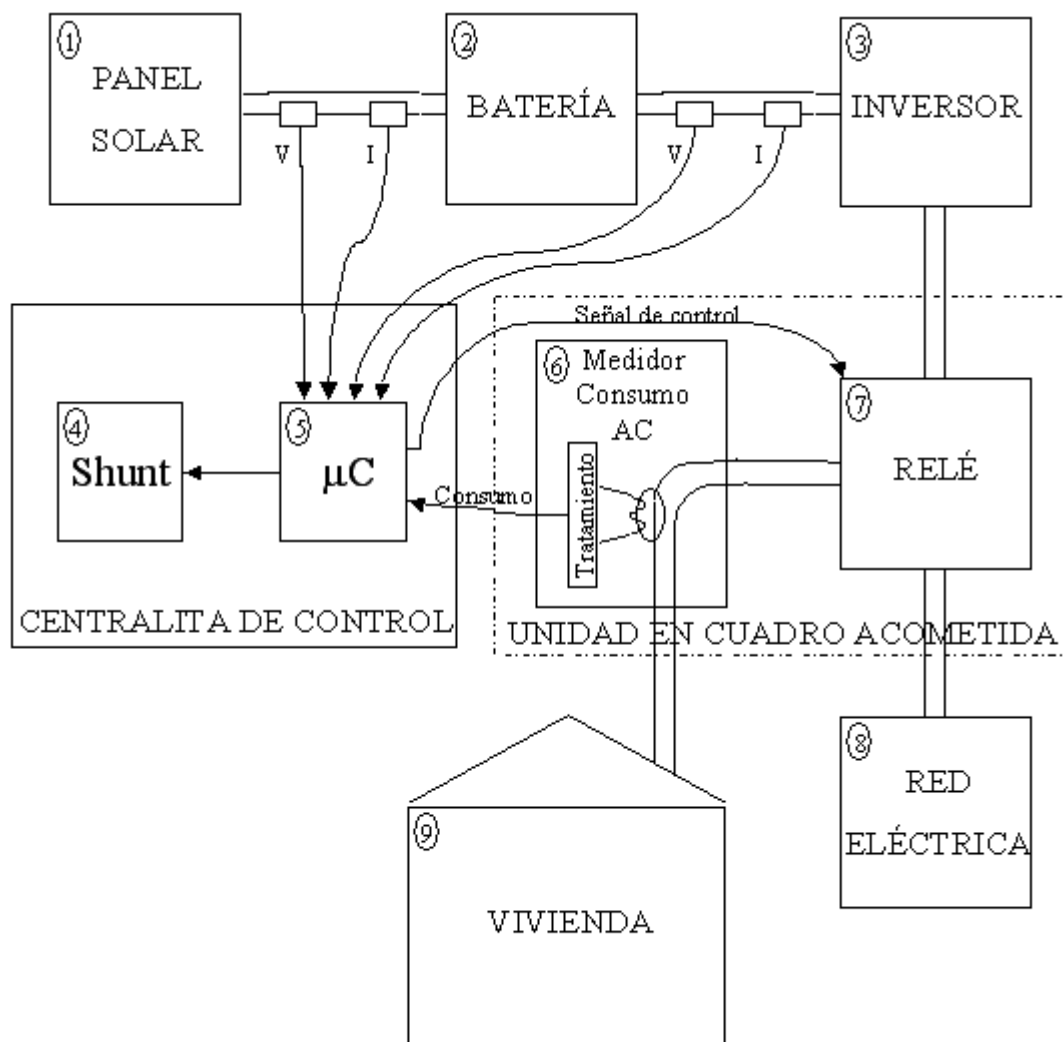 1
PANEL
SOLAR
2
BATERÍA
3
INVERSOR
V
I
V
I
Señal de control
4
Shunt
5
µC
Consumo
6
Medidor
Consumo
AC
Tratamiento
7
RELÉ
CENTRALITA DE CONTROL
UNIDAD EN CUADRO ACOMETIDA
8
RED
ELÉCTRICA
9
VIVIENDA